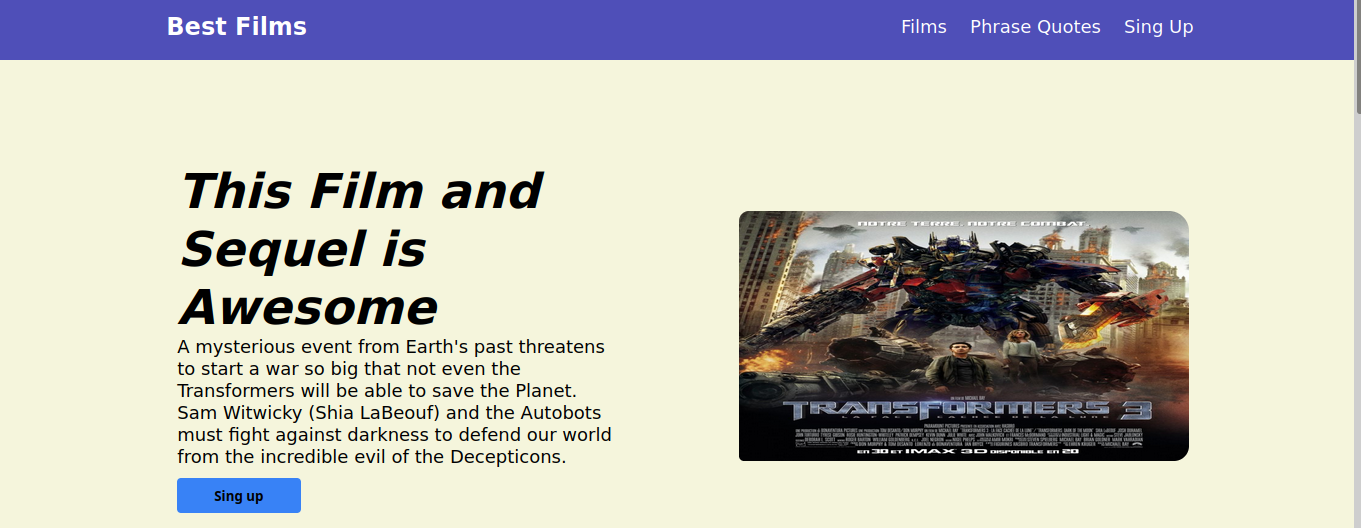 Best Films
Films Phrase Quotes Sing Up
This Film and
Sequel is
Awesome
A mysterious event from Earth's past threatens
to start a war so big that not even the
Transformers will be able to save the Planet.
Sam Witwicky (Shia LaBeouf) and the Autobots
must fight against darkness to defend our world
from the incredible evil of the Decepticons.
Sing up
NOTRE TERRE, NOTRE COMBAT.
TRANSFORMERS 3
LA FACE CACHÉE DE LA LUNE
EN 3D ET IMAX 3D DISPONIBLE EN 2D